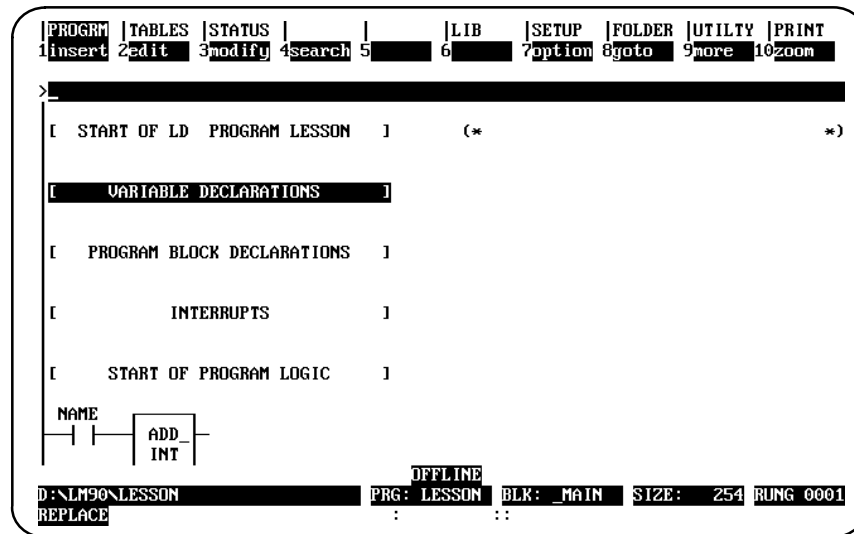 |PROGRM |TABLES |STATUS | | |LIB |SETUP |FOLDER |UTILTY |PRINT
1insert 2edit 3modify 4search 5 6 7option 8goto 9more 10zoom
>_
[ START OF LD PROGRAM LESSON ] (* *)
[ VARIABLE DECLARATIONS ]
[ PROGRAM BLOCK DECLARATIONS ]
[ INTERRUPTS ]
[ START OF PROGRAM LOGIC ]
NAME
ADD_
INT
OFFLINE
D:\LM90\LESSON PRG: LESSON BLK: _MAIN SIZE: 254 RUNG 0001
REPLACE : ::